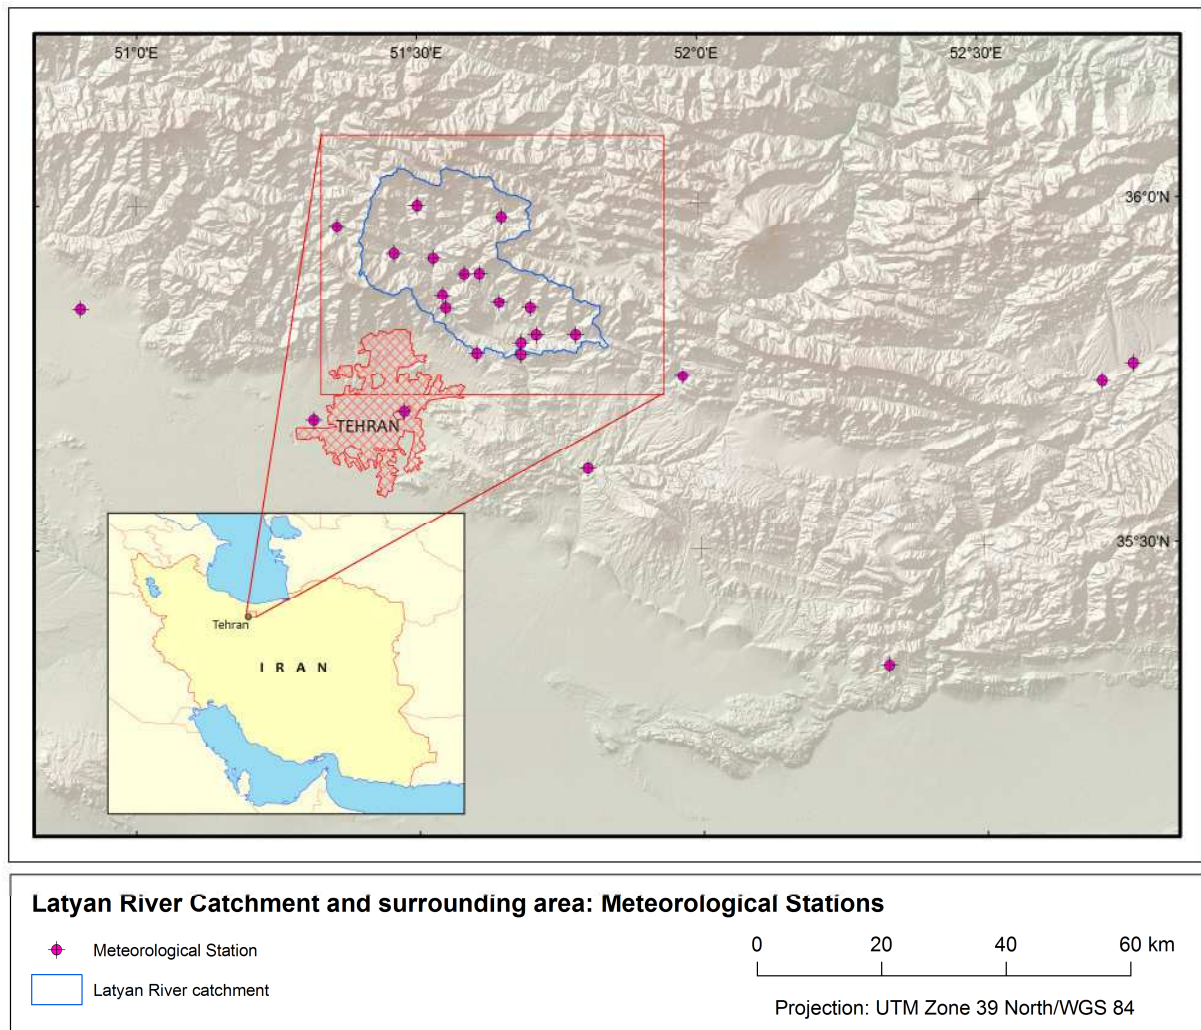 51°0'E 51°30'E 52°0'E 52°30'E
36°0'N
TEHRAN
35°30'N
Tehran
I R A N
Latyan River Catchment and surrounding area: Meteorological Stations
Meteorological Station
Latyan River catchment
0 20 40 60 km
Projection: UTM Zone 39 North/WGS 84